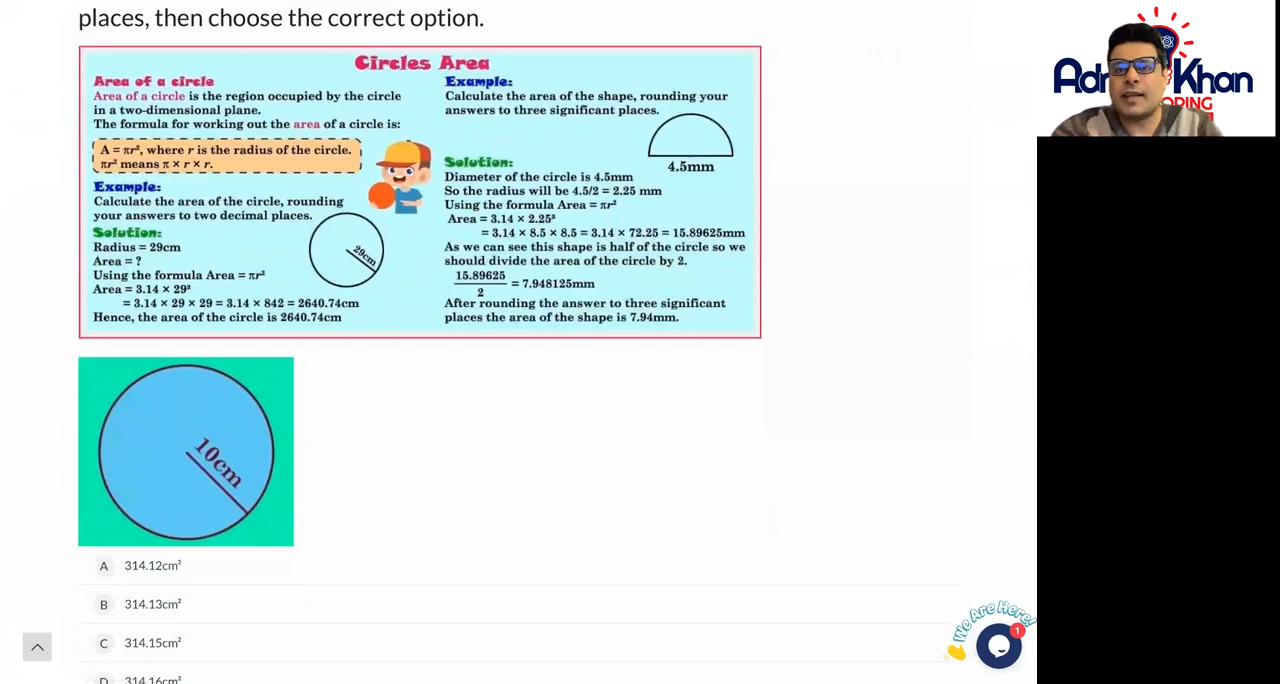 places, then choose the correct option.
Circles Area
Area of a circle
Area of a circle is the region occupied by the circle
in a two-dimensional plane.
The formula for working out the area of a circle is:
A = πr², where r is the radius of the circle.
πr² means π × r × r.
Example:
Calculate the area of the circle, rounding
your answers to two decimal places.
29cm
Solution:
Radius = 29cm
Area = ?
Using the formula Area = πr²
Area = 3.14 × 29²
= 3.14 × 29 × 29 = 3.14 × 842 = 2640.74cm
Hence, the area of the circle is 2640.74cm
Example:
Calculate the area of the shape, rounding your
answers to three significant places.
4.5mm
Solution:
Diameter of the circle is 4.5mm
So the radius will be 4.5/2 = 2.25 mm
Using the formula Area = πr²
Area = 3.14 × 2.25²
= 3.14 × 8.5 × 8.5 = 3.14 × 72.25 = 15.89625mm
As we can see this shape is half of the circle so we
should divide the area of the circle by 2.
15.89625
2
= 7.948125mm
After rounding the answer to three significant
places the area of the shape is 7.94mm.
10cm
A 314.12cm²
B 314.13cm²
C 314.15cm²
D 314.16cm²
We Are Here!
1
Khan